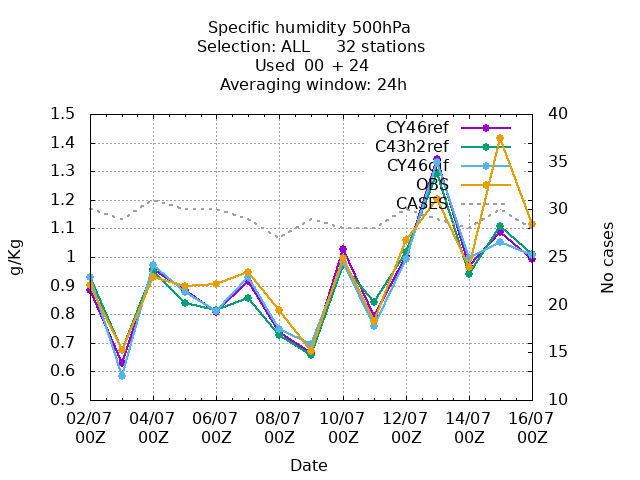 Specific humidity 500hPa
Selection: ALL 32 stations
Used 00 + 24
Averaging window: 24h
CY46ref
C43h2ref
CASES
1.5
1.4
1.3
1.2
1.1
1
0.9
0.8
0.7
0.6
0.5
40
35
30
25
20
15
10
g/Kg
No cases
02/07 04/07 06/07 08/07 10/07 12/07 14/07 16/07
00Z 00Z 00Z 00Z 00Z 00Z 00Z 00Z
Date
OBS